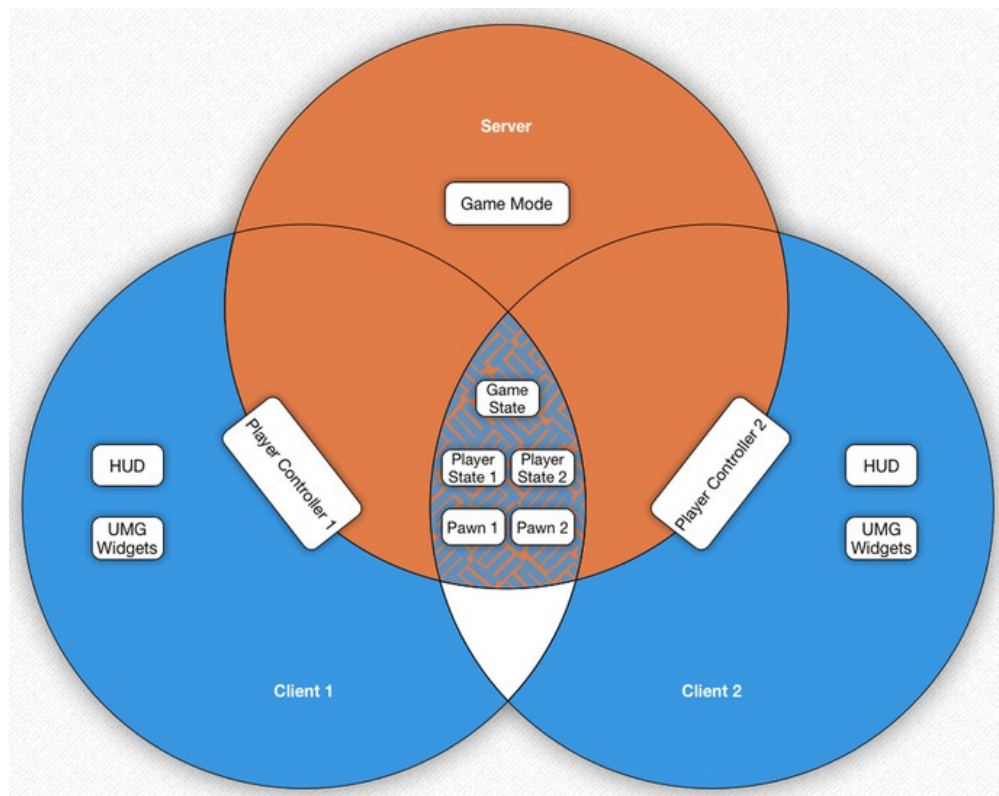 Server
Game Mode
Game
State
Player Controller 1
Player Controller 2
HUD
Player
State 1
Player
State 2
HUD
UMG
Widgets
Pawn 1
Pawn 2
UMG
Widgets
Client 1
Client 2